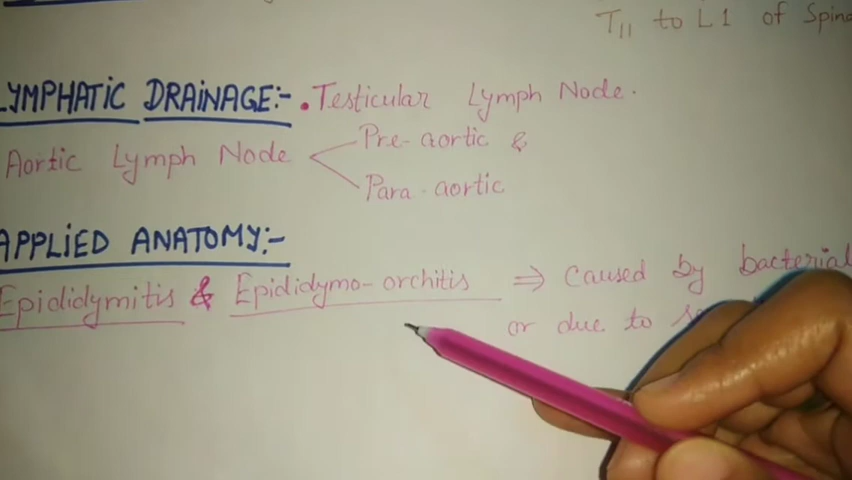 T11 to L1 of Spin
LYMPHATIC DRAINAGE:- • Testicular Lymph Node.
Aortic Lymph Node Pre-aortic &
Para-aortic
APPLIED ANATOMY:-
Epididymitis & Epididymo-orchitis ⇒ caused by bacterial
or due to